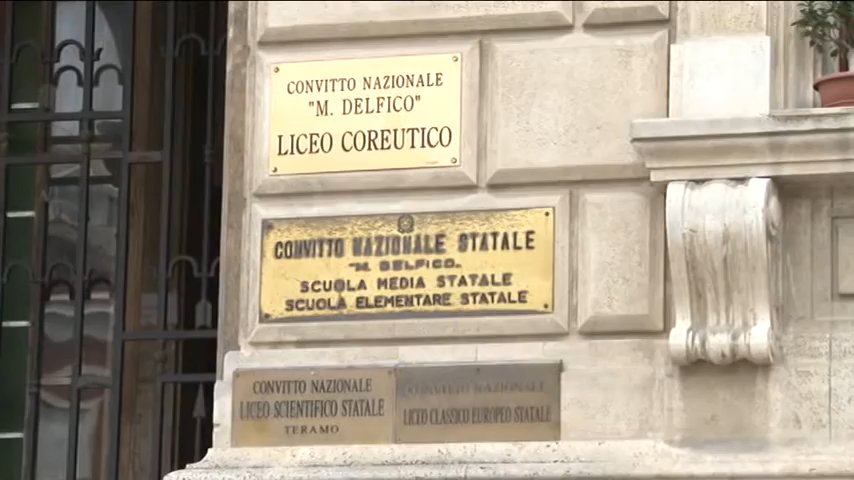 CONVITTO NAZIONALE
"M. DELFICO"
LICEO COREUTICO
CONVITTO NAZIONALE STATALE
"M. DELFICO"
SCUOLA MEDIA STATALE
SCUOLA ELEMENTARE STATALE
CONVITTO NAZIONALE
LICEO SCIENTIFICO STATALE
TERAMO
CONVITTO NAZIONALE
LICEO CLASSICO EUROPEO STATALE